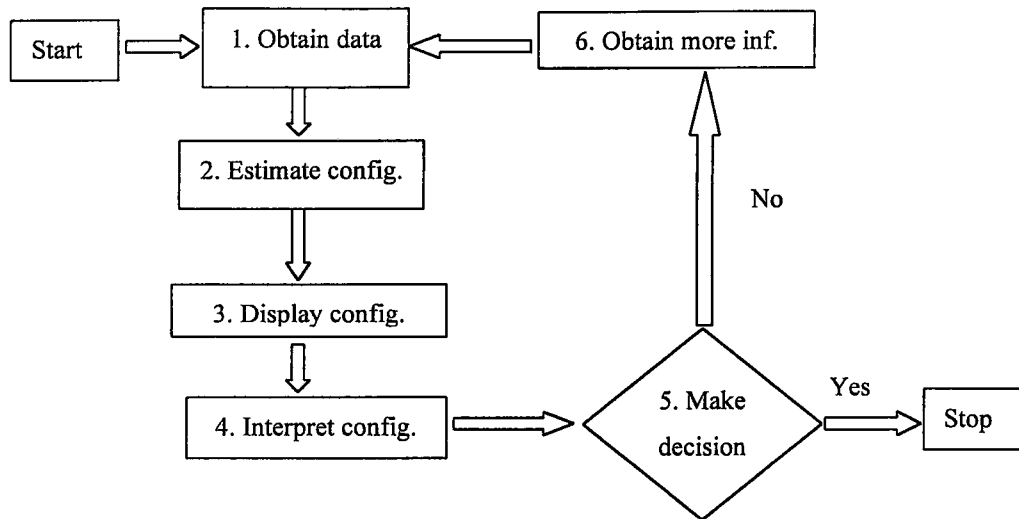 Start
1. Obtain data
6. Obtain more inf.
2. Estimate config.
No
3. Display config.
4. Interpret config.
5. Make
decision
Yes
Stop